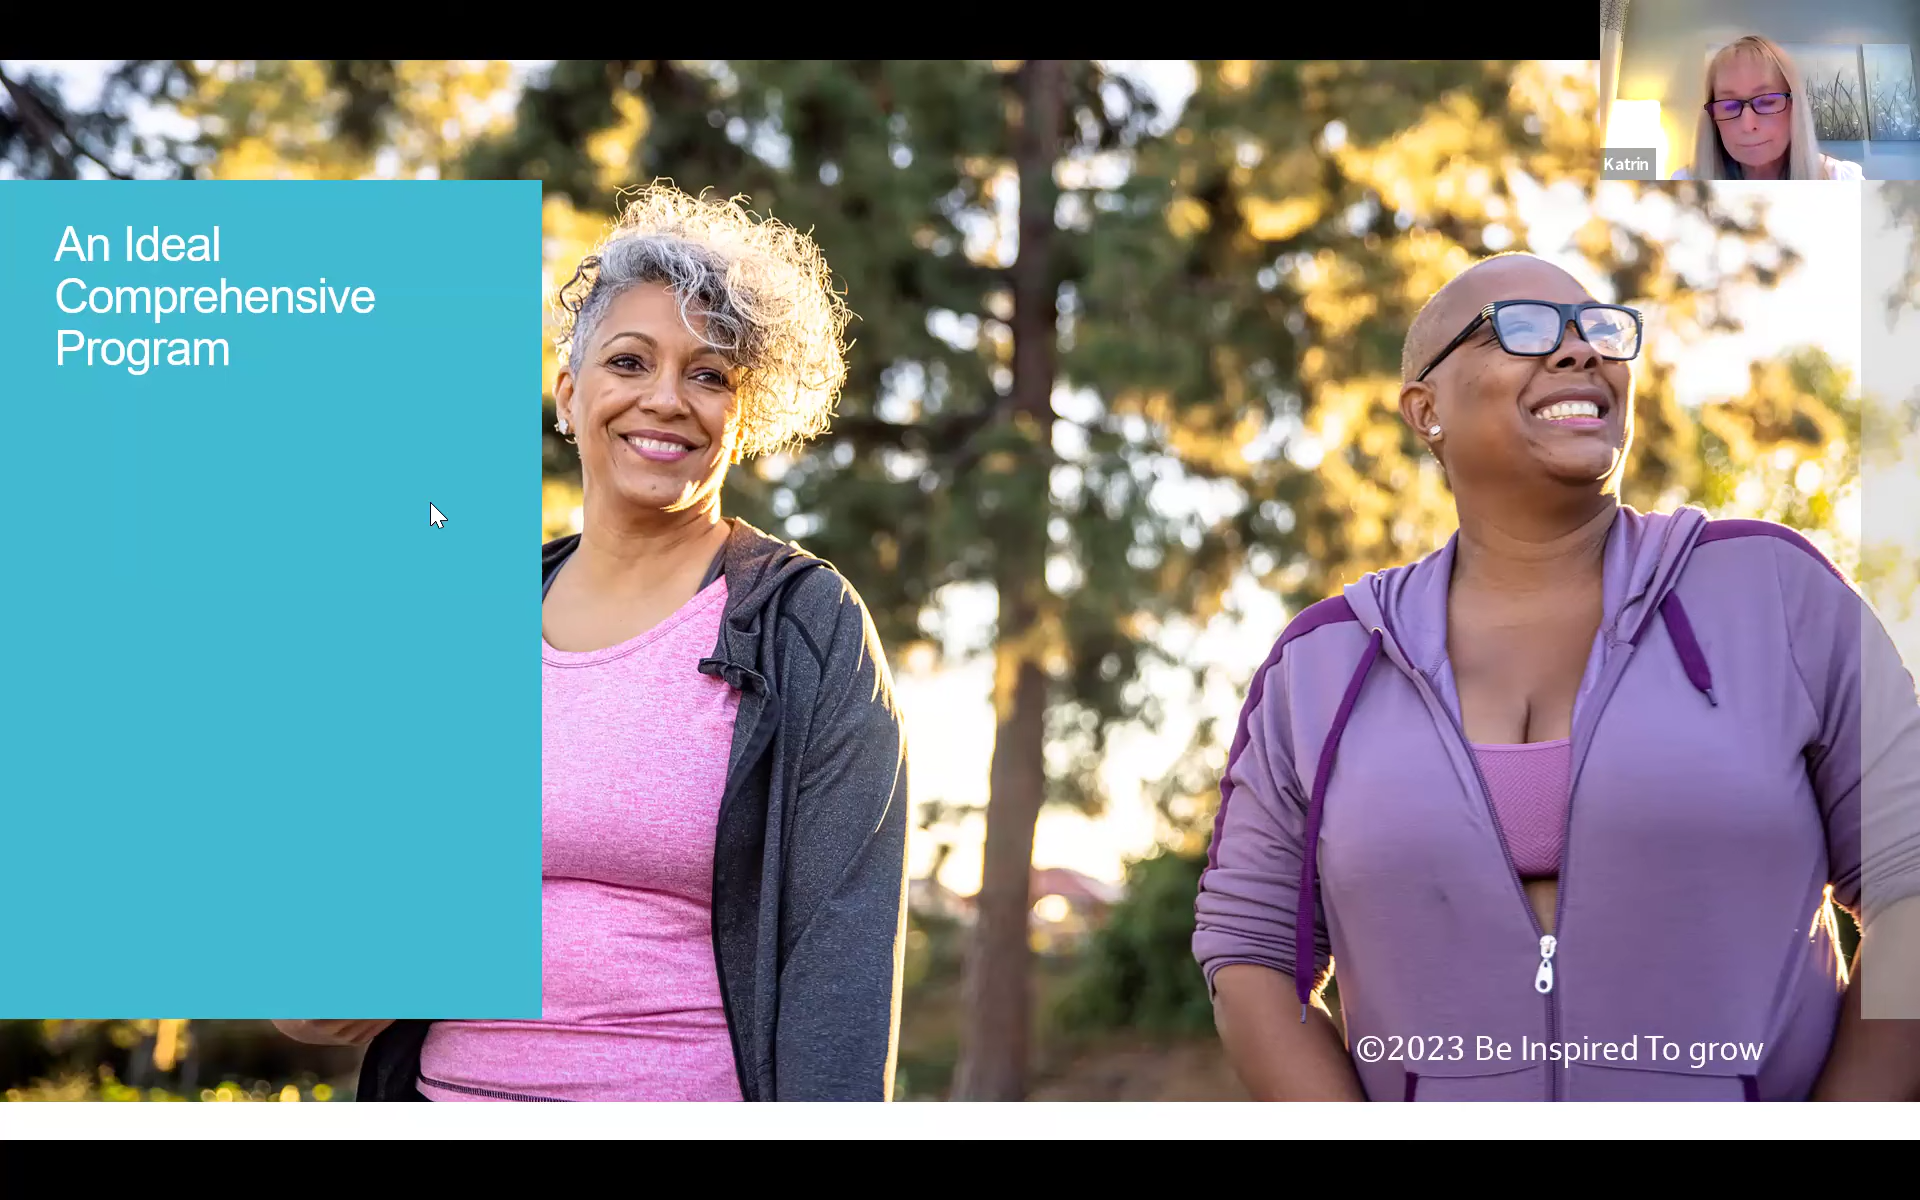 Katrin
An Ideal
Comprehensive
Program
©2023 Be Inspired To grow